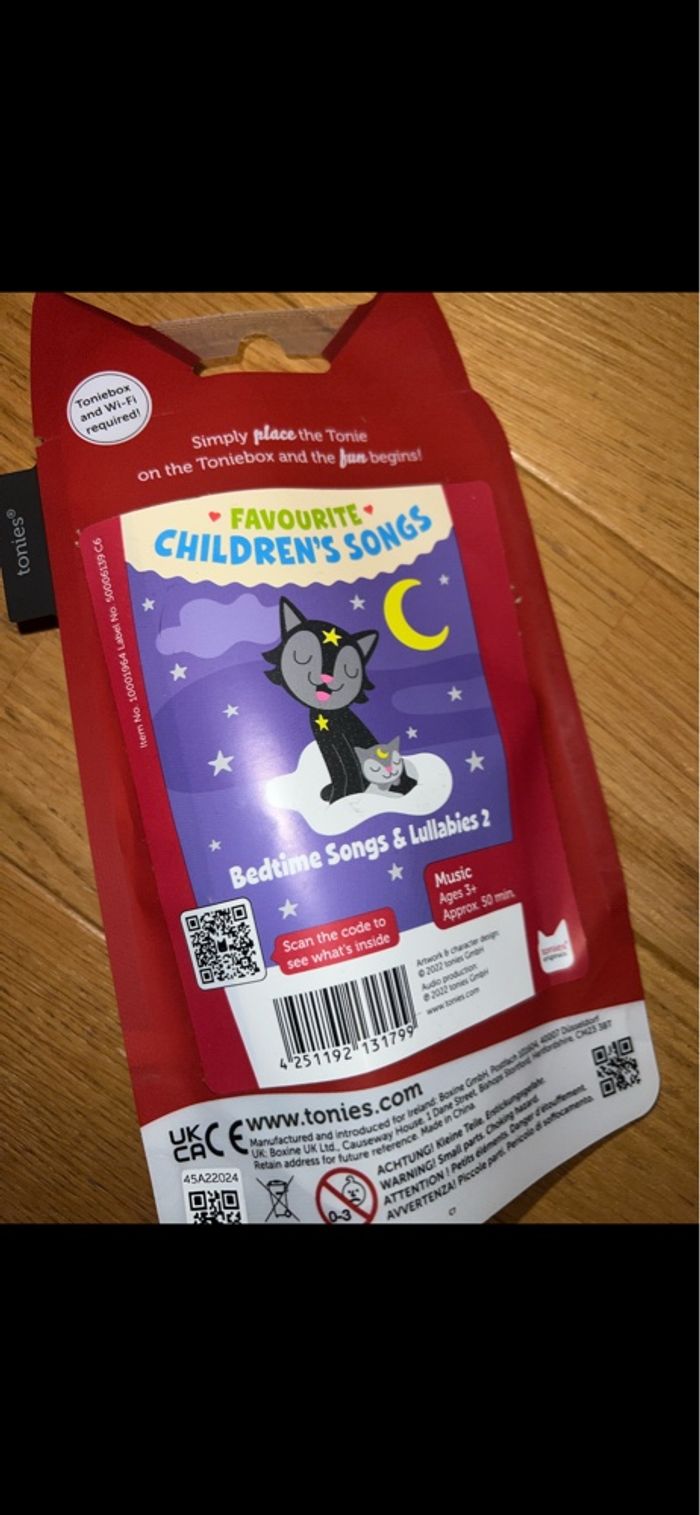 Toniebox
and Wi-Fi
required!
Simply place the Tonie
on the Toniebox and the fun begins!
tonies®
Item No. 10001964 Label No. 50006139 C6
FAVOURITE
CHILDREN'S SONGS
Bedtime Songs & Lullabies 2
Music
Ages 3+
Approx. 50 min.
Scan the code to
see what's inside
Artwork & character design:
© 2022 tonies GmbH
Audio production:
℗ 2022 tonies GmbH
www.tonies.com
tonies®
originals
4 251192 131799
UK
CA
CE
www.tonies.com
Manufactured and introduced for Ireland: Boxine GmbH, Postfach 101804, 40007 Düsseldorf
UK: Boxine UK Ltd., Causeway House, 1 Dane Street, Bishops Stortford, Hertfordshire, CM23 3BT
Retain address for future reference. Made in China.
45A22024
0-3
ACHTUNG! Kleine Teile. Erstickungsgefahr.
WARNING! Small parts. Choking hazard.
ATTENTION ! Petits éléments. Danger d'étouffement.
AVVERTENZA! Piccole parti. Pericolo di soffocamento.